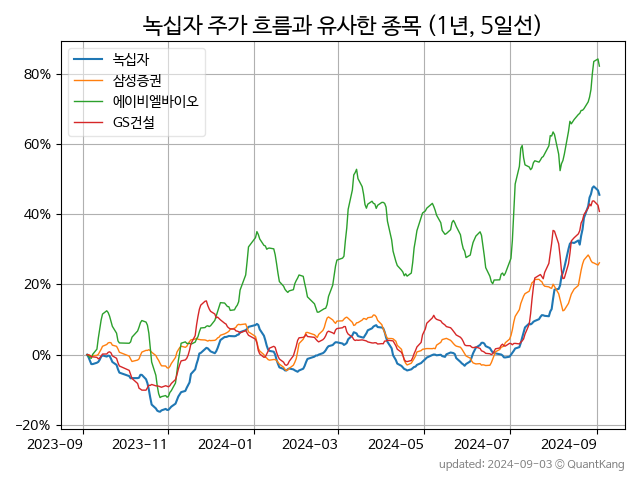 녹십자 주가 흐름과 유사한 종목 (1년, 5일선)
녹십자
삼성증권
에이비엘바이오
GS건설
80%
60%
40%
20%
0%
−20%
2023-09 2023-11 2024-01 2024-03 2024-05 2024-07 2024-09
updated: 2024-09-03 © QuantKang